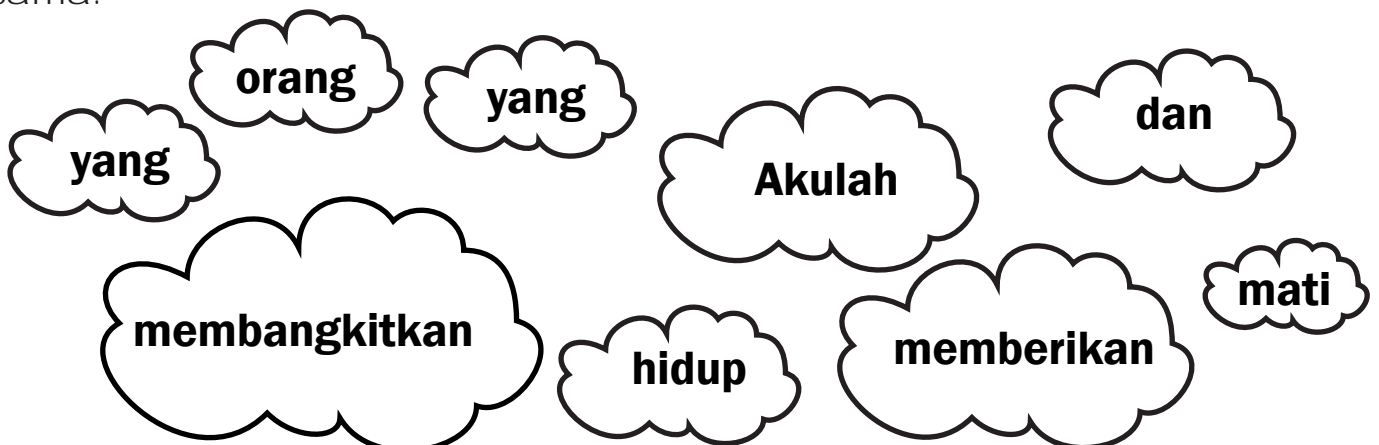 orang
yang
yang
Akulah
dan
membangkitkan
hidup
memberikan
mati